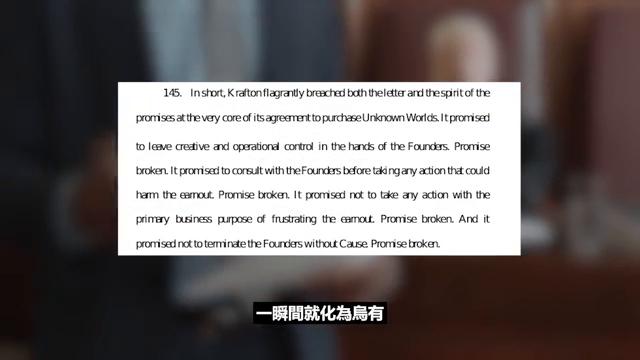 145. In short, Krafton flagrantly breached both the letter and the spirit of the
promises at the very core of its agreement to purchase Unknown Worlds. It promised
to leave creative and operational control in the hands of the Founders. Promise
broken. It promised to consult with the Founders before taking any action that could
harm the earnout. Promise broken. It promised not to take any action with the
primary business purpose of frustrating the earnout. Promise broken. And it
promised not to terminate the Founders without Cause. Promise broken.
一瞬間就化為烏有